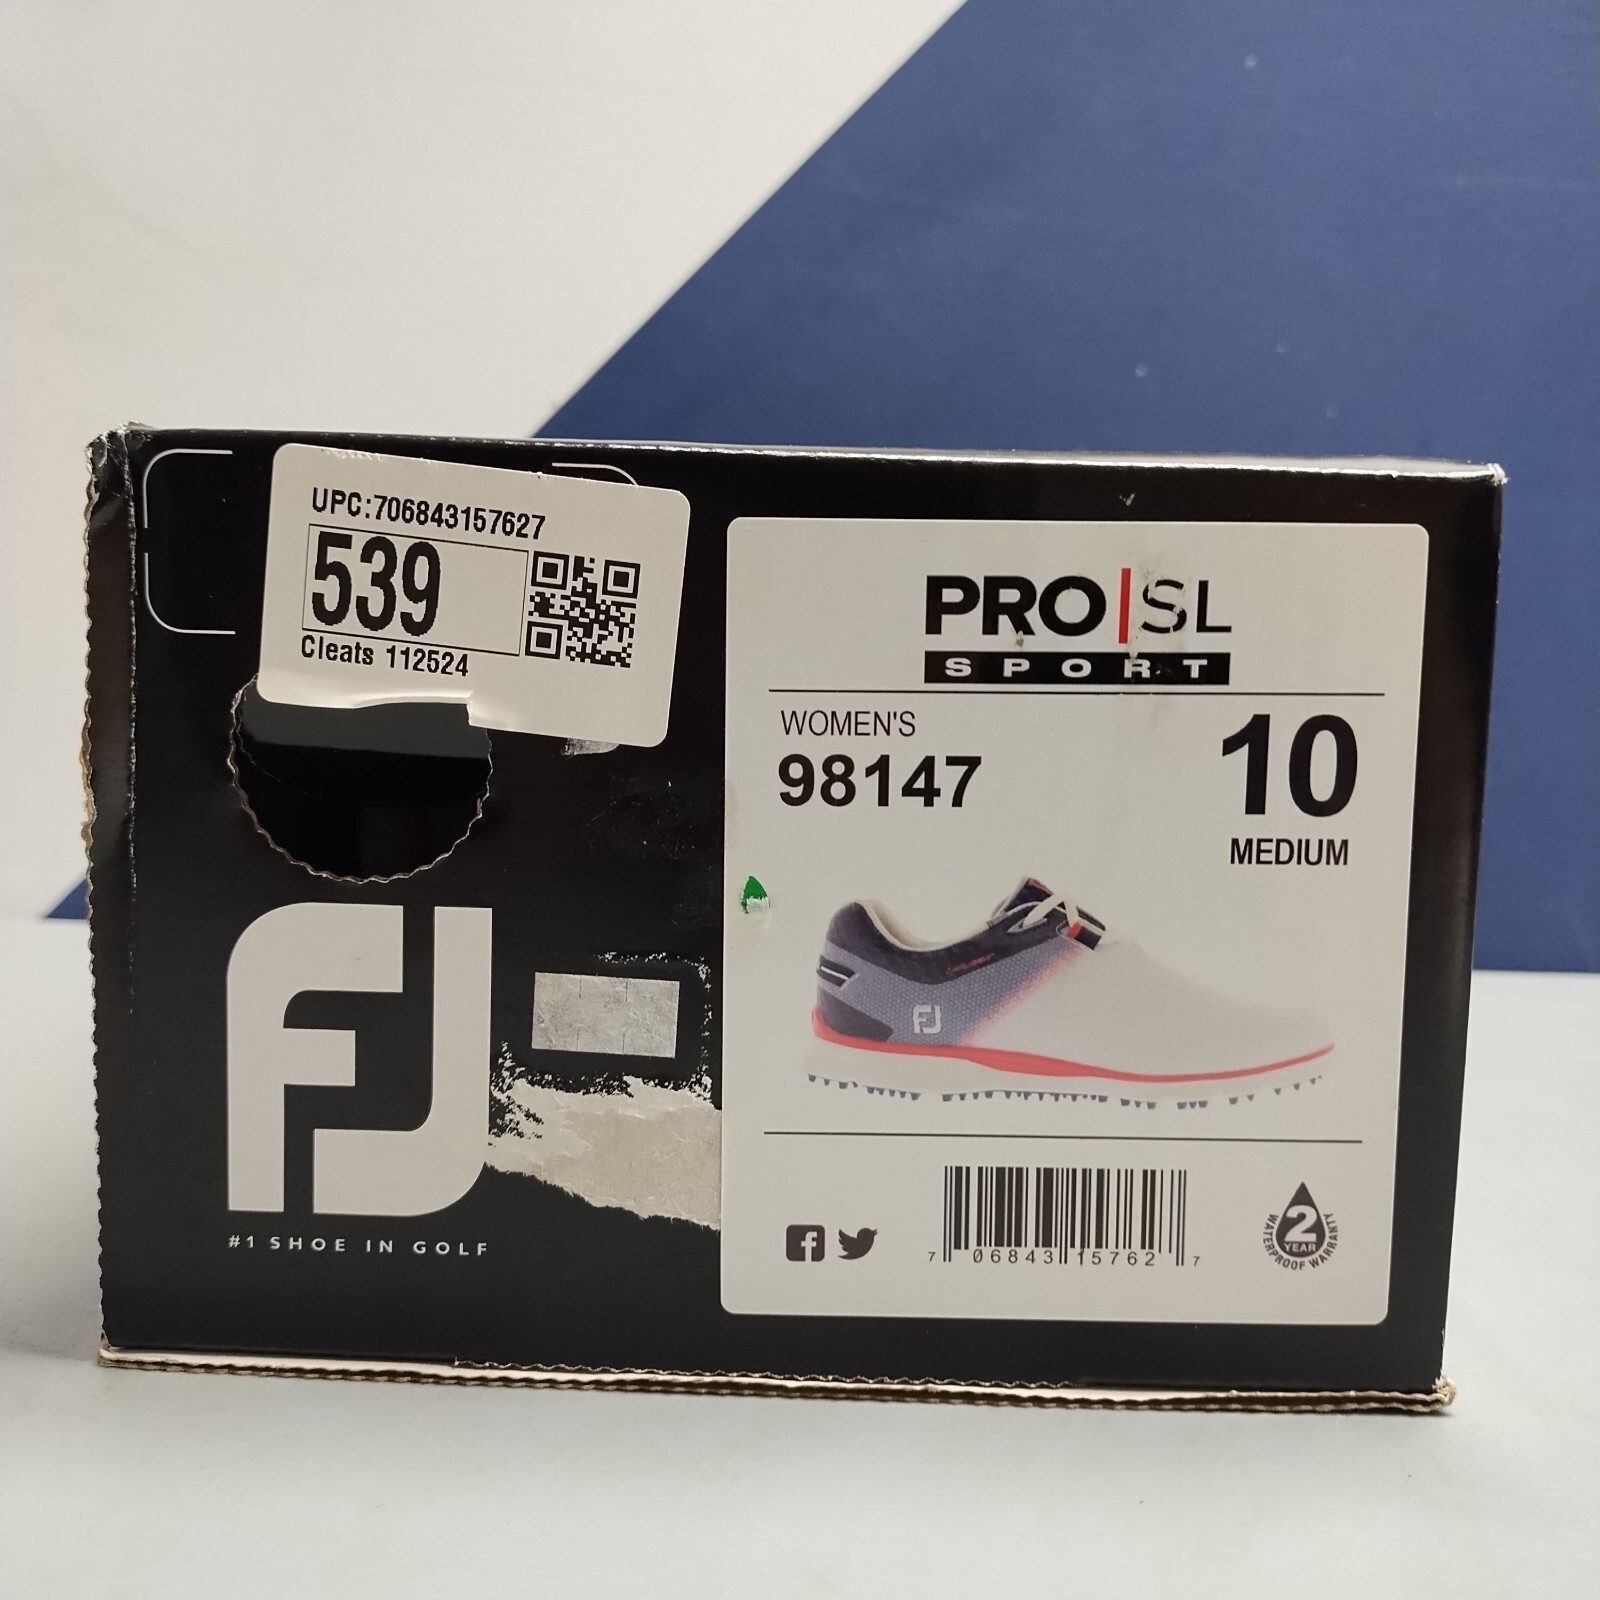 UPC:706843157627
539
Cleats 112524
FJ
#1 SHOE IN GOLF
PRO|SL
SPORT
WOMEN'S
98147
10
MEDIUM
FJ
7 06843 15762 7
2
YEAR
WATERPROOF WARRANTY